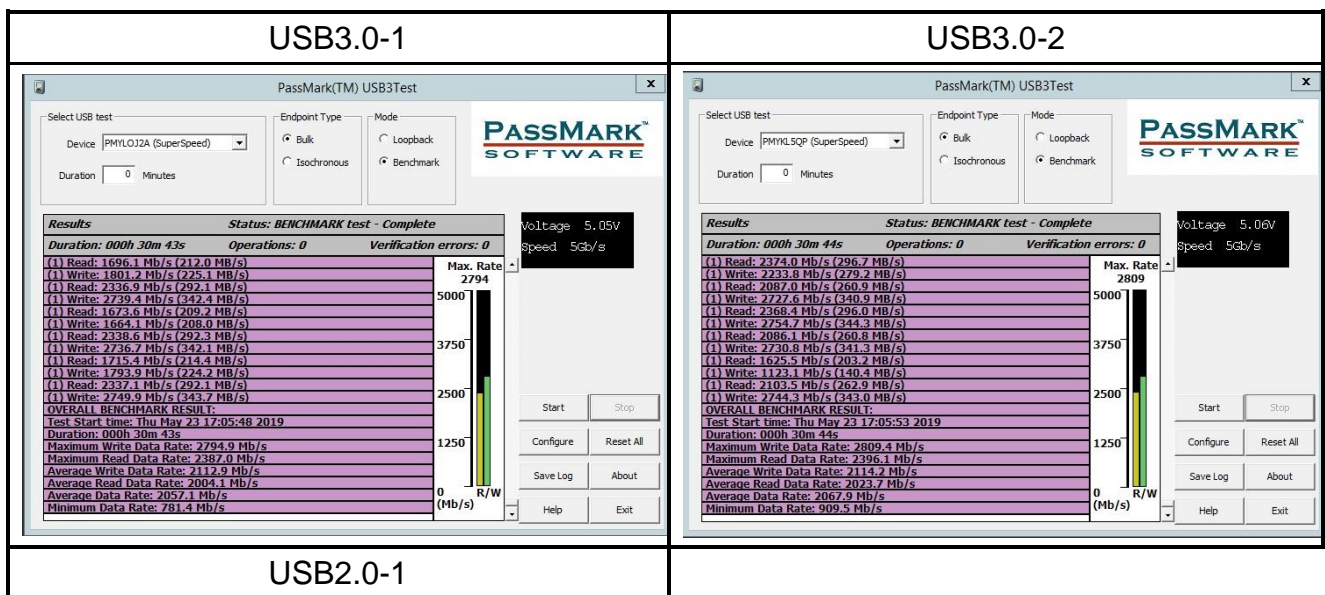 USB3.0-1
USB3.0-2
PassMark(TM) USB3Test
x
Select USB test
Device PMYLOJ2A (SuperSpeed)
Duration 0 Minutes
Endpoint Type
Bulk
Isochronous
Mode
Loopback
Benchmark
PASSMARK™
SOFTWARE
Results Status: BENCHMARK test - Complete
Duration: 000h 30m 43s Operations: 0 Verification errors: 0
Voltage 5.05V
Speed 5Gb/s
(1) Read: 1696.1 Mb/s (212.0 MB/s)
(1) Write: 1801.2 Mb/s (225.1 MB/s)
(1) Read: 2336.9 Mb/s (292.1 MB/s)
(1) Write: 2739.4 Mb/s (342.4 MB/s)
(1) Read: 1673.6 Mb/s (209.2 MB/s)
(1) Write: 1664.1 Mb/s (208.0 MB/s)
(1) Read: 2338.6 Mb/s (292.3 MB/s)
(1) Write: 2736.7 Mb/s (342.1 MB/s)
(1) Read: 1715.4 Mb/s (214.4 MB/s)
(1) Write: 1793.9 Mb/s (224.2 MB/s)
(1) Read: 2337.1 Mb/s (292.1 MB/s)
(1) Write: 2749.9 Mb/s (343.7 MB/s)
OVERALL BENCHMARK RESULT:
Test Start time: Thu May 23 17:05:48 2019
Duration: 000h 30m 43s
Maximum Write Data Rate: 2794.9 Mb/s
Maximum Read Data Rate: 2387.0 Mb/s
Average Write Data Rate: 2112.9 Mb/s
Average Read Data Rate: 2004.1 Mb/s
Average Data Rate: 2057.1 Mb/s
Minimum Data Rate: 781.4 Mb/s
Max. Rate
2794
5000
3750
2500
1250
0 R/W
(Mb/s)
Start Stop
Configure Reset All
Save Log About
Help Exit
PassMark(TM) USB3Test
x
Select USB test
Device PMYKL5QP (SuperSpeed)
Duration 0 Minutes
Endpoint Type
Bulk
Isochronous
Mode
Loopback
Benchmark
PASSMARK™
SOFTWARE
Results Status: BENCHMARK test - Complete
Duration: 000h 30m 44s Operations: 0 Verification errors: 0
Voltage 5.06V
Speed 5Gb/s
(1) Read: 2374.0 Mb/s (296.7 MB/s)
(1) Write: 2233.8 Mb/s (279.2 MB/s)
(1) Read: 2087.0 Mb/s (260.9 MB/s)
(1) Write: 2727.6 Mb/s (340.9 MB/s)
(1) Read: 2368.4 Mb/s (296.0 MB/s)
(1) Write: 2754.7 Mb/s (344.3 MB/s)
(1) Read: 2086.1 Mb/s (260.8 MB/s)
(1) Write: 2730.8 Mb/s (341.3 MB/s)
(1) Read: 1625.5 Mb/s (203.2 MB/s)
(1) Write: 1123.1 Mb/s (140.4 MB/s)
(1) Read: 2103.5 Mb/s (262.9 MB/s)
(1) Write: 2744.3 Mb/s (343.0 MB/s)
OVERALL BENCHMARK RESULT:
Test Start time: Thu May 23 17:05:53 2019
Duration: 000h 30m 44s
Maximum Write Data Rate: 2809.4 Mb/s
Maximum Read Data Rate: 2396.1 Mb/s
Average Write Data Rate: 2114.2 Mb/s
Average Read Data Rate: 2023.7 Mb/s
Average Data Rate: 2067.9 Mb/s
Minimum Data Rate: 909.5 Mb/s
Max. Rate
2809
5000
3750
2500
1250
0 R/W
(Mb/s)
Start Stop
Configure Reset All
Save Log About
Help Exit
USB2.0-1